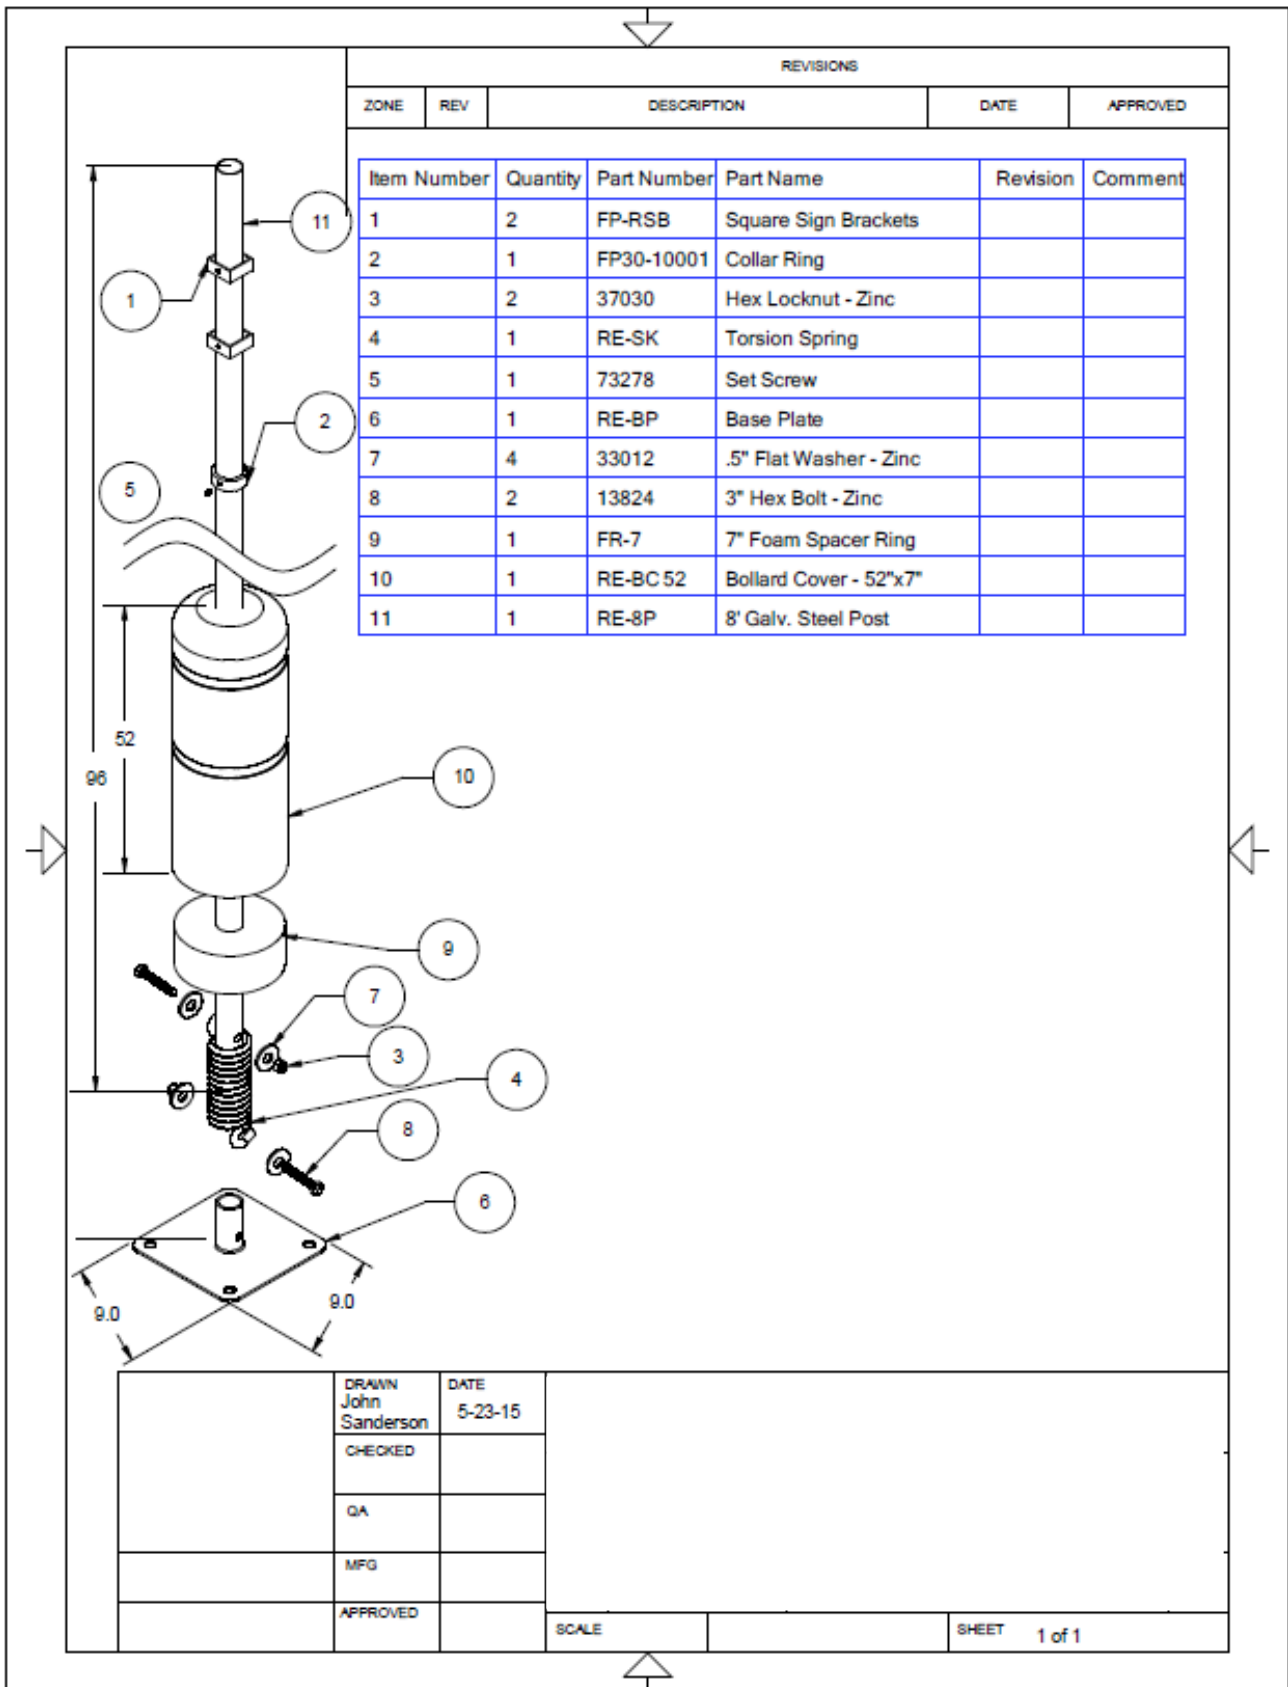 REVISIONS
ZONE REV DESCRIPTION DATE APPROVED
Item Number Quantity Part Number Part Name Revision Comment
1 2 FP-RSB Square Sign Brackets
2 1 FP30-10001 Collar Ring
3 2 37030 Hex Locknut - Zinc
4 1 RE-SK Torsion Spring
5 1 73278 Set Screw
6 1 RE-BP Base Plate
7 4 33012 .5" Flat Washer - Zinc
8 2 13824 3" Hex Bolt - Zinc
9 1 FR-7 7" Foam Spacer Ring
10 1 RE-BC 52 Bollard Cover - 52"x7"
11 1 RE-8P 8' Galv. Steel Post
11
1
2
5
52
96
10
9
7
3
4
8
6
9.0
9.0
DRAWN
John
Sanderson
DATE
5-23-15
CHECKED
QA
MFG
APPROVED
SCALE
SHEET 1 of 1